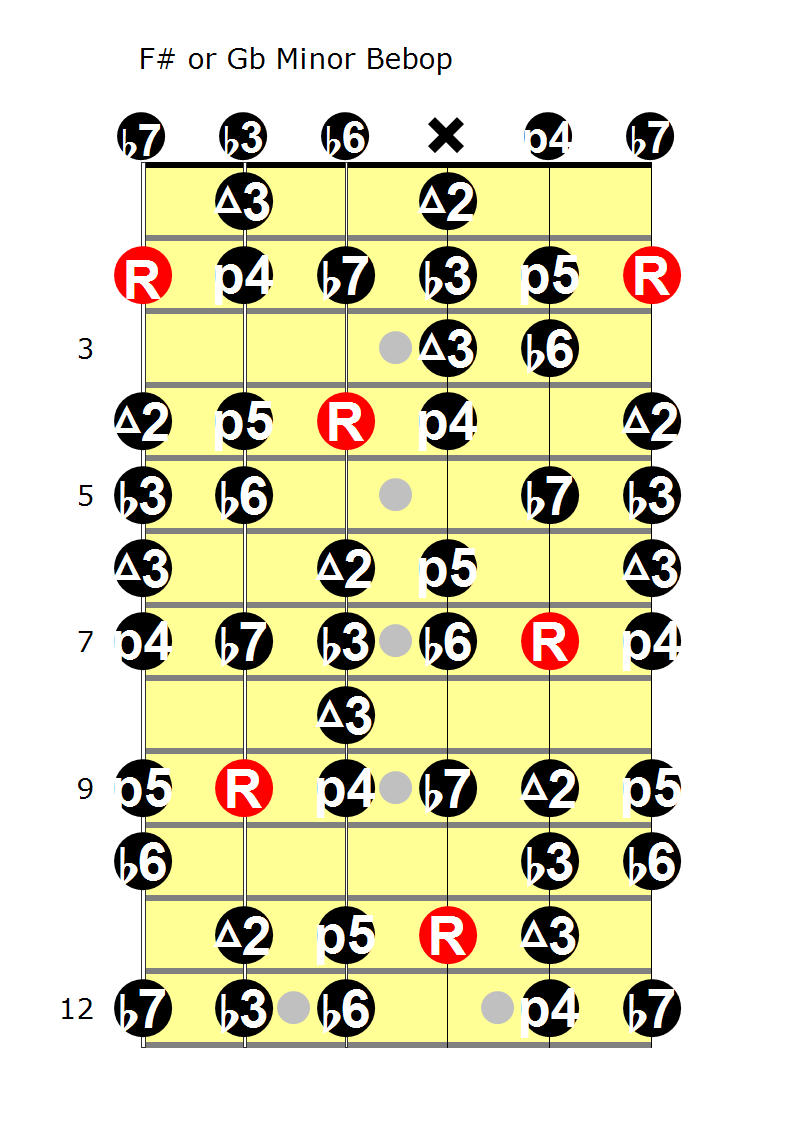 F# or Gb Minor Bebop
♭7 ♭3 ♭6 × p4 ♭7
Δ3 Δ2
R p4 ♭7 ♭3 p5 R
3 Δ3 ♭6
Δ2 p5 R p4 Δ2
5 ♭3 ♭6 ♭7 ♭3
Δ3 Δ2 p5 Δ3
7 p4 ♭7 ♭3 ♭6 R p4
Δ3
9 p5 R p4 ♭7 Δ2 p5
♭6 ♭3 ♭6
Δ2 p5 R Δ3
12 ♭7 ♭3 ♭6 p4 ♭7